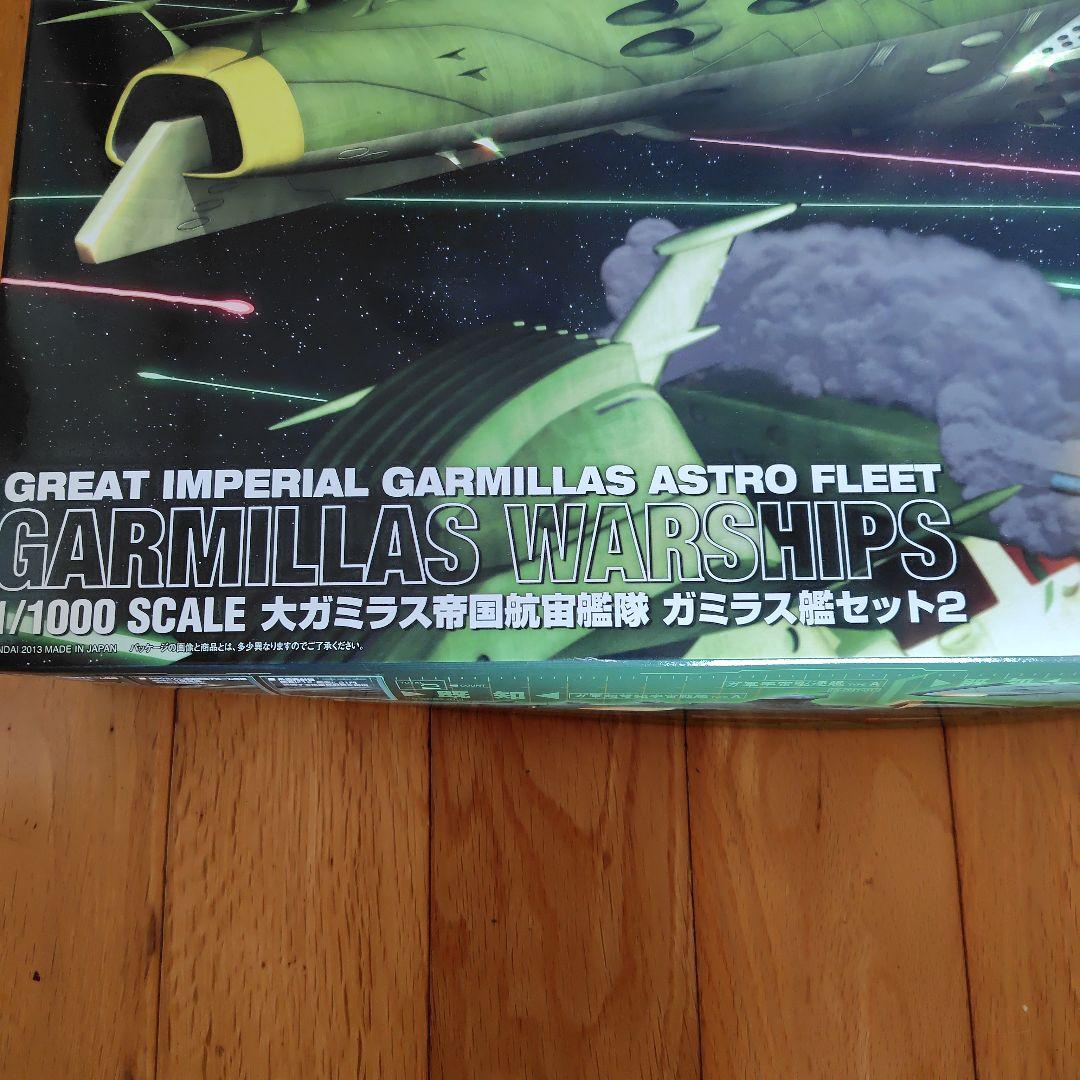 GREAT IMPERIAL GARMILLAS ASTRO FLEET
GARMILLAS WARSHIPS
1/1000 SCALE 大ガミラス帝国航宙艦隊 ガミラス艦セット2
NDAI 2013 MADE IN JAPAN パッケージの画像と商品とは、多少異なりますのでご了承ください。